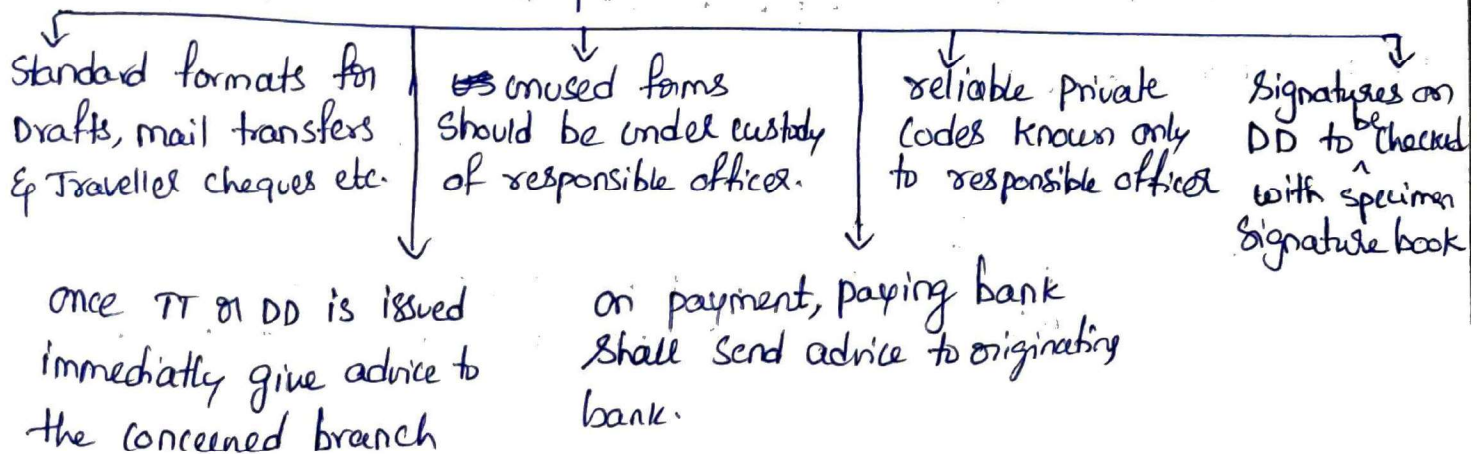 Standard formats for
Drafts, mail transfers
& Traveller cheques etc.
unused forms
Should be under custody
of responsible officer.
reliable private
codes known only
to responsible officer
Signatures on
DD to be checked
with specimen
Signature book
once TT or DD is issued
immediatly give advice to
the concerned branch
on payment, paying bank
shall send advice to originating
bank.